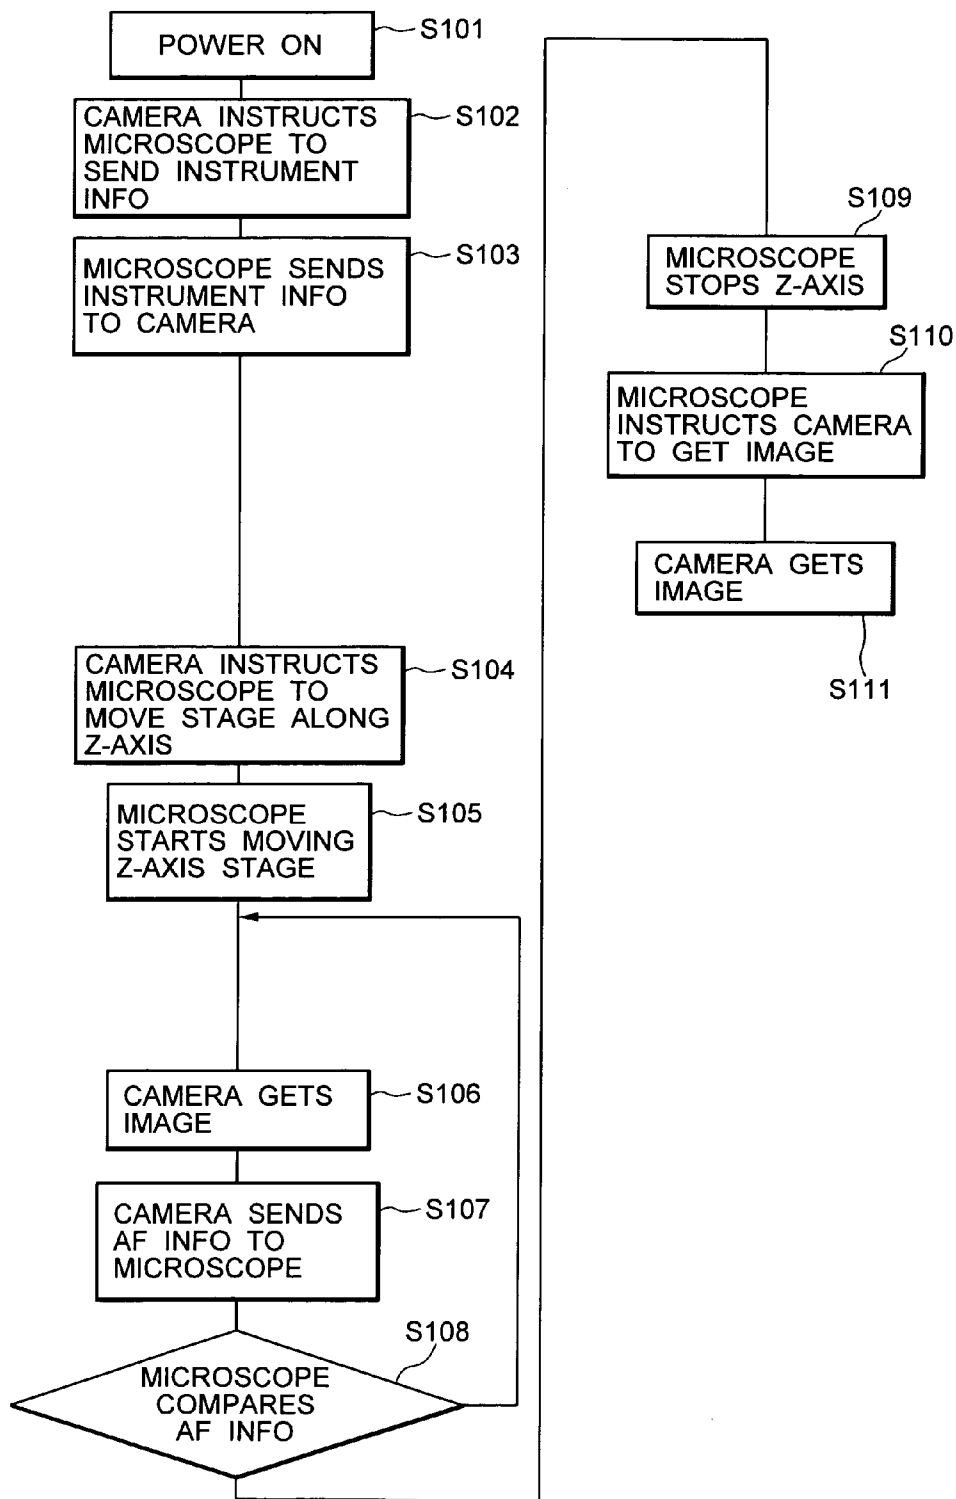 POWER ON
S101
CAMERA INSTRUCTS
MICROSCOPE TO
SEND INSTRUMENT
INFO
S102
MICROSCOPE SENDS
INSTRUMENT INFO
TO CAMERA
S103
CAMERA INSTRUCTS
MICROSCOPE TO
MOVE STAGE ALONG
Z-AXIS
S104
MICROSCOPE
STARTS MOVING
Z-AXIS STAGE
S105
CAMERA GETS
IMAGE
S106
CAMERA SENDS
AF INFO TO
MICROSCOPE
S107
MICROSCOPE
COMPARES
AF INFO
S108
S109
MICROSCOPE
STOPS Z-AXIS
S110
MICROSCOPE
INSTRUCTS CAMERA
TO GET IMAGE
CAMERA GETS
IMAGE
S111